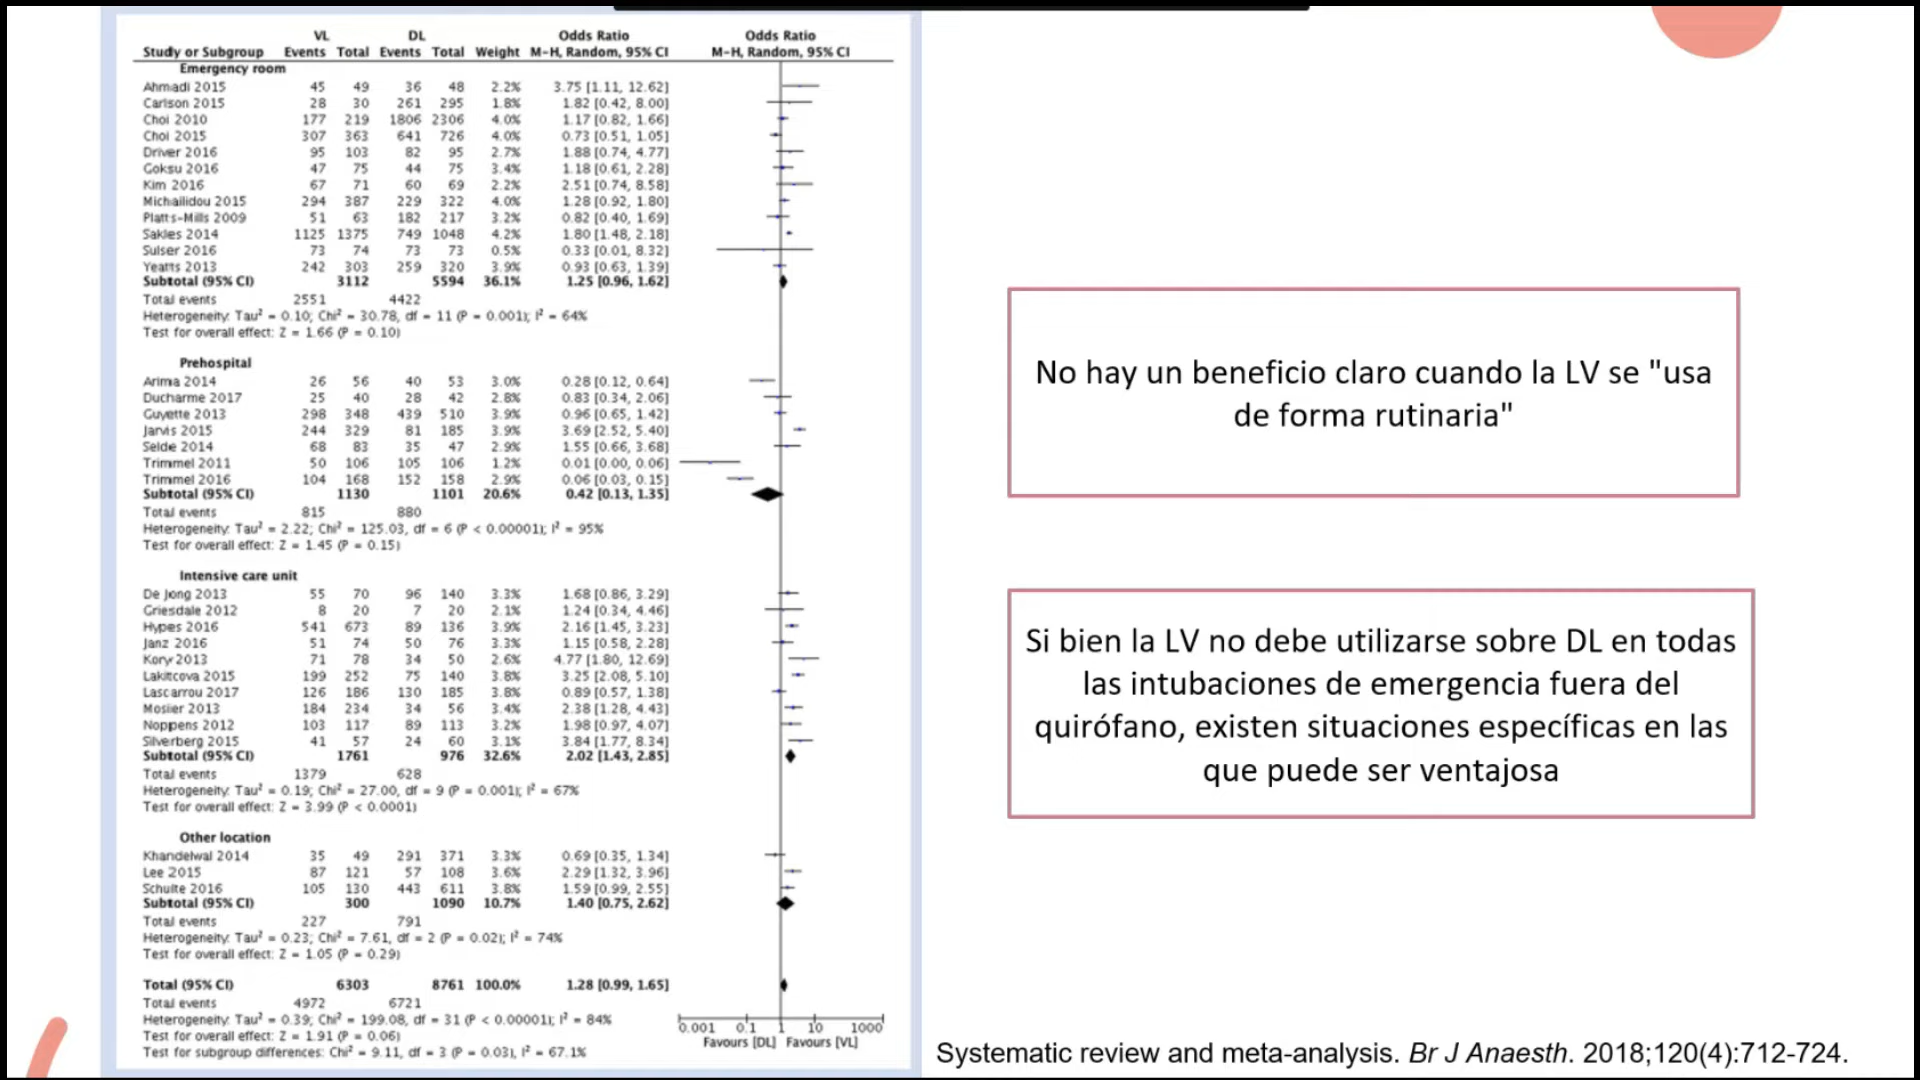 VL DL Odds Ratio Odds Ratio
Study or Subgroup Events Total Events Total Weight M-H, Random, 95% CI M-H, Random, 95% CI
Emergency room
Ahmadi 2015 45 49 36 48 2.2% 3.75 [1.11, 12.62]
Carlson 2015 28 30 261 295 1.8% 1.82 [0.42, 8.00]
Choi 2010 177 219 1806 2306 4.0% 1.17 [0.82, 1.66]
Choi 2015 307 363 641 726 4.0% 0.73 [0.51, 1.05]
Driver 2016 95 103 82 95 2.7% 1.88 [0.74, 4.77]
Goksu 2016 47 75 44 75 3.4% 1.18 [0.61, 2.28]
Kim 2016 67 71 60 69 2.2% 2.51 [0.74, 8.58]
Michailidou 2015 294 387 229 322 4.0% 1.28 [0.92, 1.80]
Platts-Mills 2009 51 63 182 217 3.2% 0.82 [0.40, 1.69]
Sakles 2014 1125 1375 749 1048 4.2% 1.80 [1.48, 2.18]
Sulser 2016 73 74 73 73 0.5% 0.33 [0.01, 8.32]
Yeatts 2013 242 303 259 320 3.9% 0.93 [0.63, 1.39]
Subtotal (95% CI) 3112 5594 36.1% 1.25 [0.96, 1.62]
Total events 2551 4422
Heterogeneity: Tau² = 0.10; Chi² = 30.78, df = 11 (P = 0.001); I² = 64%
Test for overall effect: Z = 1.66 (P = 0.10)
Prehospital
Arima 2014 26 56 40 53 3.0% 0.28 [0.12, 0.64]
Ducharme 2017 25 40 28 42 2.8% 0.83 [0.34, 2.06]
Guyette 2013 298 348 439 510 3.9% 0.96 [0.65, 1.42]
Jarvis 2015 244 329 81 185 3.9% 3.69 [2.52, 5.40]
Selde 2014 68 83 35 47 2.9% 1.55 [0.66, 3.68]
Trimmel 2011 50 106 105 106 1.2% 0.01 [0.00, 0.06]
Trimmel 2016 104 168 152 158 2.9% 0.06 [0.03, 0.15]
Subtotal (95% CI) 1130 1101 20.6% 0.42 [0.13, 1.35]
Total events 815 880
Heterogeneity: Tau² = 2.22; Chi² = 125.03, df = 6 (P < 0.00001); I² = 95%
Test for overall effect: Z = 1.45 (P = 0.15)
Intensive care unit
De Jong 2013 55 70 96 140 3.3% 1.68 [0.86, 3.29]
Griesdale 2012 8 20 7 20 2.1% 1.24 [0.34, 4.46]
Hypes 2016 541 673 89 136 3.9% 2.16 [1.45, 3.23]
Janz 2016 51 74 50 76 3.3% 1.15 [0.58, 2.28]
Kory 2013 71 78 34 50 2.6% 4.77 [1.80, 12.69]
Lakitcova 2015 199 252 75 140 3.8% 3.25 [2.08, 5.10]
Lascarrou 2017 126 186 130 185 3.8% 0.89 [0.57, 1.38]
Mosier 2013 184 234 34 56 3.4% 2.38 [1.28, 4.43]
Noppens 2012 103 117 89 113 3.2% 1.98 [0.97, 4.07]
Silverberg 2015 41 57 24 60 3.1% 3.84 [1.77, 8.34]
Subtotal (95% CI) 1761 976 32.6% 2.02 [1.43, 2.85]
Total events 1379 628
Heterogeneity: Tau² = 0.19; Chi² = 27.00, df = 9 (P = 0.001); I² = 67%
Test for overall effect: Z = 3.99 (P < 0.0001)
Other location
Khandelwal 2014 35 49 291 371 3.3% 0.69 [0.35, 1.34]
Lee 2015 87 121 57 108 3.6% 2.29 [1.32, 3.96]
Schulte 2016 105 130 443 611 3.8% 1.59 [0.99, 2.55]
Subtotal (95% CI) 300 1090 10.7% 1.40 [0.75, 2.62]
Total events 227 791
Heterogeneity: Tau² = 0.23; Chi² = 7.61, df = 2 (P = 0.02); I² = 74%
Test for overall effect: Z = 1.05 (P = 0.29)
Total (95% CI) 6303 8761 100.0% 1.28 [0.99, 1.65]
Total events 4972 6721
Heterogeneity: Tau² = 0.39; Chi² = 199.08, df = 31 (P < 0.00001); I² = 84%
Test for overall effect: Z = 1.91 (P = 0.06)
Test for subgroup differences: Chi² = 9.11, df = 3 (P = 0.03), I² = 67.1%
0.001 0.1 1 10 1000
Favours [DL] Favours [VL]
No hay un beneficio claro cuando la LV se "usa
de forma rutinaria"
Si bien la LV no debe utilizarse sobre DL en todas
las intubaciones de emergencia fuera del
quirófano, existen situaciones específicas en las
que puede ser ventajosa
Systematic review and meta-analysis. Br J Anaesth. 2018;120(4):712-724.